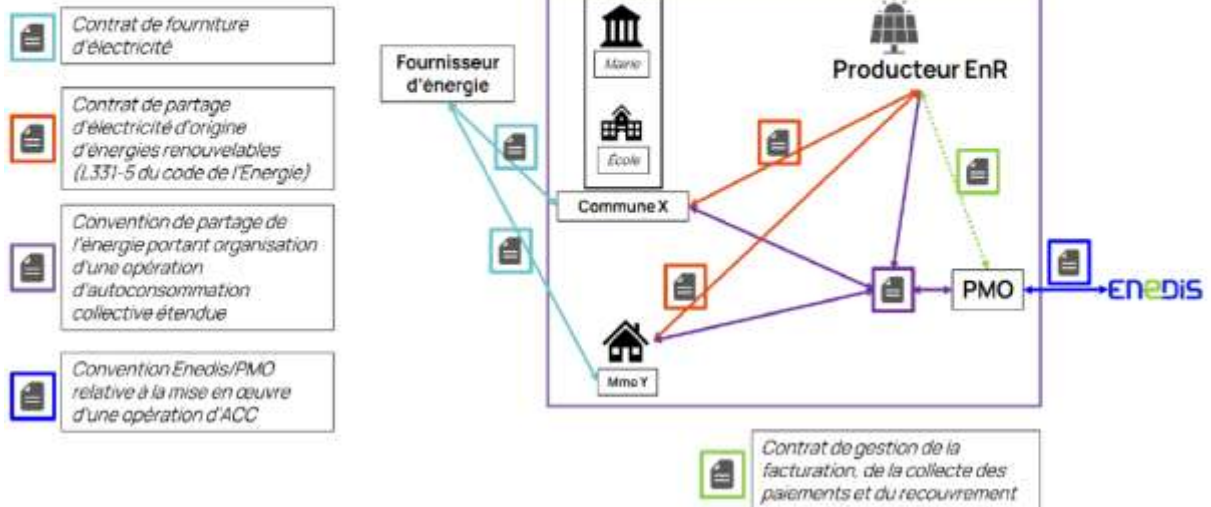 Contrat de fourniture
d'électricité
Contrat de partage
d'électricité d'origine
d'énergies renouvelables
(L331-5 du code de l'Energie)
Convention de partage de
l'énergie portant organisation
d'une opération
d'autoconsommation
collective étendue
Convention Enedis/PMO
relative à la mise en œuvre
d'une opération d'ACC
Fournisseur
d'énergie
Mairie
École
Commune X
Producteur EnR
PMO
ENEDIS
Mme Y
Contrat de gestion de la
facturation, de la collecte des
paiements et du recouvrement